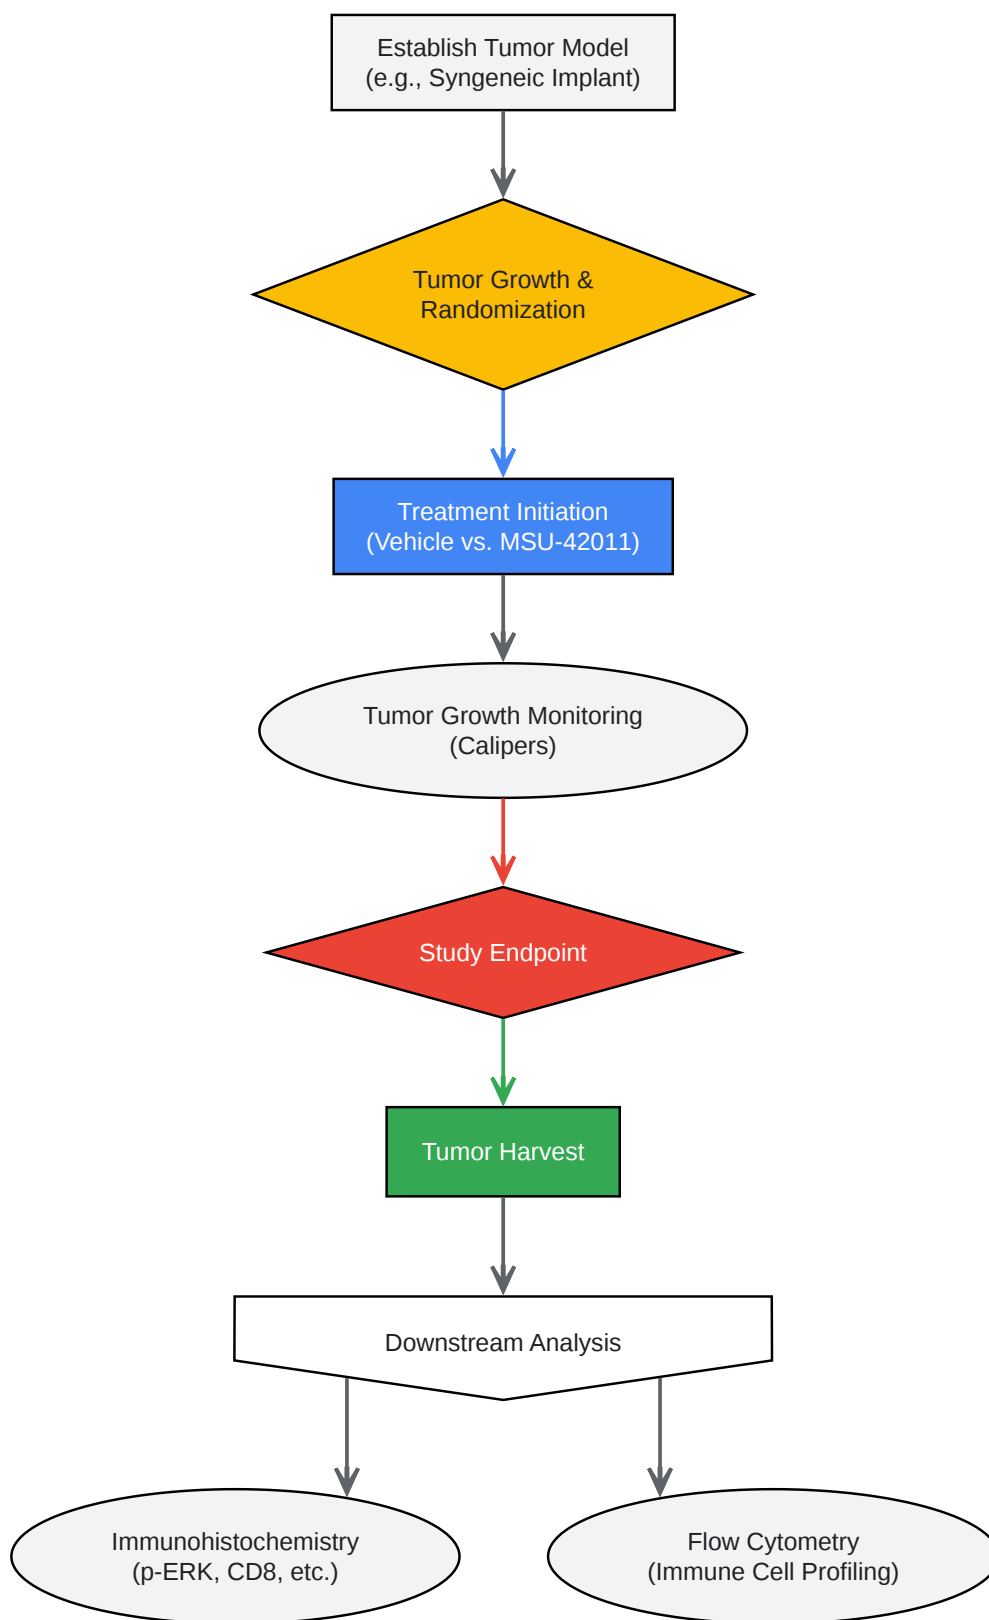 Establish Tumor Model
(e.g., Syngeneic Implant)
Tumor Growth &
Randomization
Treatment Initiation
(Vehicle vs. MSU-42011)
Tumor Growth Monitoring
(Calipers)
Study Endpoint
Tumor Harvest
Downstream Analysis
Immunohistochemistry
(p-ERK, CD8, etc.)
Flow Cytometry
(Immune Cell Profiling)